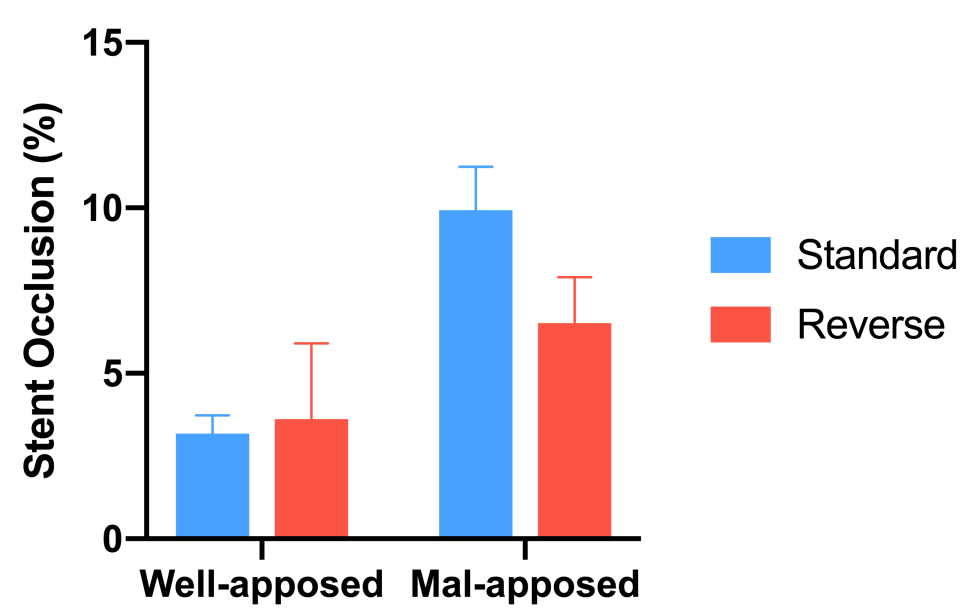 Stent Occlusion (%)
15
10
5
0
Well-apposed Mal-apposed
Standard
Reverse